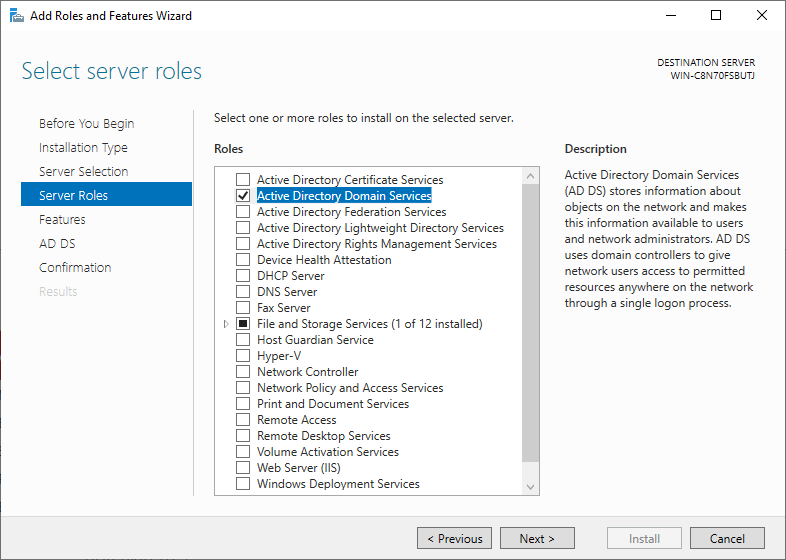 Add Roles and Features Wizard
Select server roles
DESTINATION SERVER
WIN-C8N70FSBUTJ
Before You Begin
Installation Type
Server Selection
Server Roles
Features
AD DS
Confirmation
Results
Select one or more roles to install on the selected server.
Roles
Active Directory Certificate Services
Active Directory Domain Services
Active Directory Federation Services
Active Directory Lightweight Directory Services
Active Directory Rights Management Services
Device Health Attestation
DHCP Server
DNS Server
Fax Server
File and Storage Services (1 of 12 installed)
Host Guardian Service
Hyper-V
Network Controller
Network Policy and Access Services
Print and Document Services
Remote Access
Remote Desktop Services
Volume Activation Services
Web Server (IIS)
Windows Deployment Services
Description
Active Directory Domain Services
(AD DS) stores information about
objects on the network and makes
this information available to users
and network administrators. AD DS
uses domain controllers to give
network users access to permitted
resources anywhere on the network
through a single logon process.
< Previous
Next >
Install
Cancel